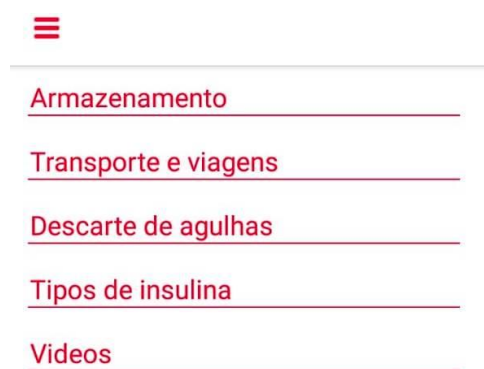 Armazenamento
Transporte e viagens
Descarte de agulhas
Tipos de insulina
Videos